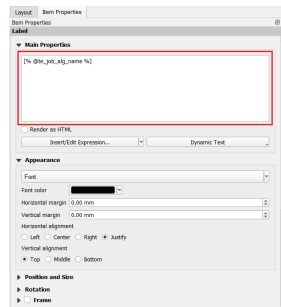 Layout Item Properties
Item Properties
Label
Main Properties
[% @te_job_alg_name %]
Render as HTML
Insert/Edit Expression... Dynamic Text
Appearance
Font
Font color
Horizontal margin 0.00 mm
Vertical margin 0.00 mm
Horizontal alignment
Left Center Right Justify
Vertical alignment
Top Middle Bottom
Position and Size
Rotation
Frame